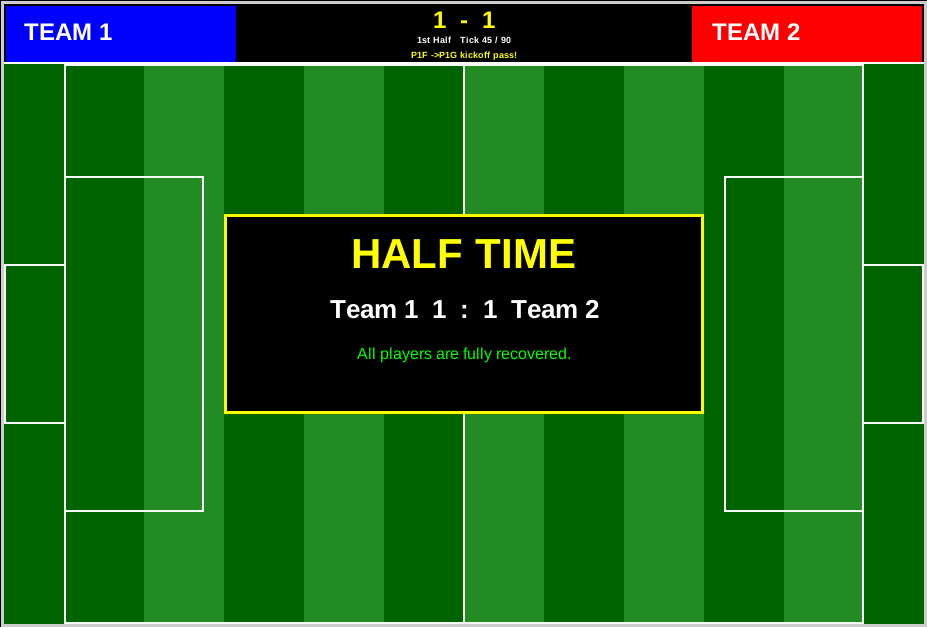 TEAM 1
1 - 1
TEAM 2
1st Half Tick 45 / 90
P1F ->P1G kickoff pass!
HALF TIME
Team 1 1 : 1 Team 2
All players are fully recovered.